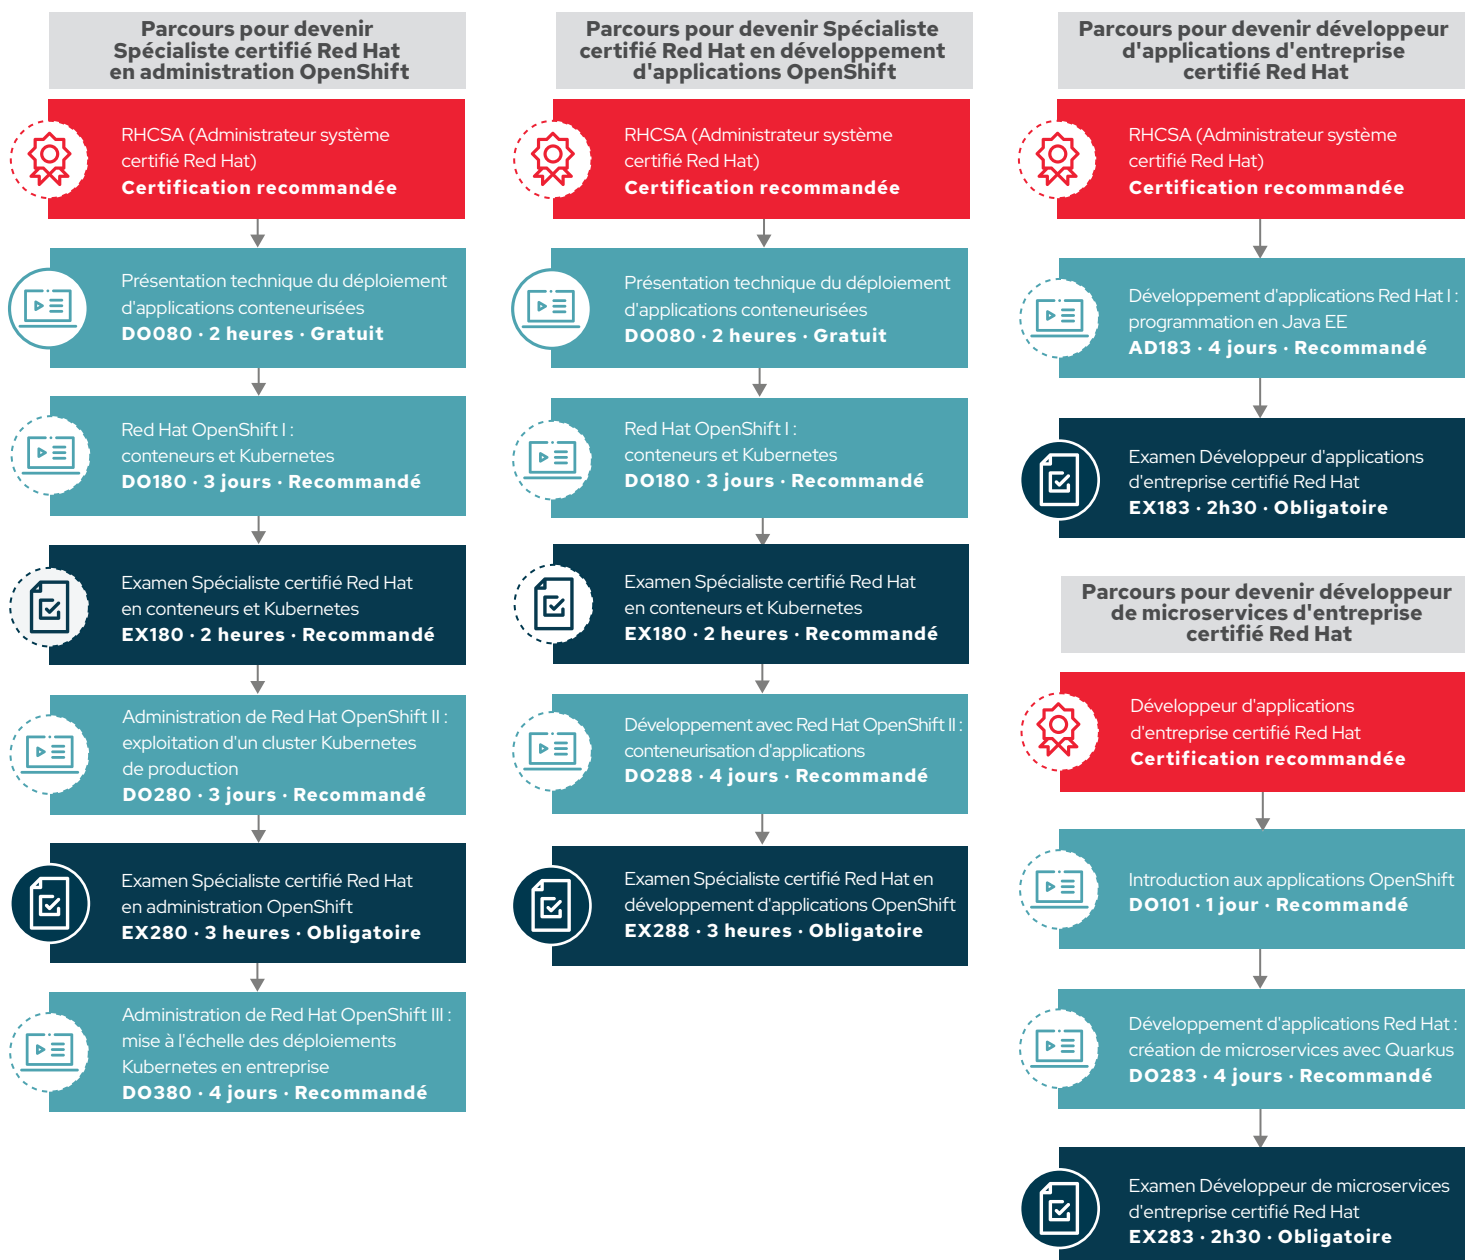 Parcours pour devenir
Spécialiste certifié Red Hat
en administration OpenShift
RHCSA (Administrateur système
certifié Red Hat)
Certification recommandée
Présentation technique du déploiement
d'applications conteneurisées
DO080 · 2 heures · Gratuit
Red Hat OpenShift I :
conteneurs et Kubernetes
DO180 · 3 jours · Recommandé
Examen Spécialiste certifié Red Hat
en conteneurs et Kubernetes
EX180 · 2 heures · Recommandé
Administration de Red Hat OpenShift II :
exploitation d'un cluster Kubernetes
de production
DO280 · 3 jours · Recommandé
Examen Spécialiste certifié Red Hat
en administration OpenShift
EX280 · 3 heures · Obligatoire
Administration de Red Hat OpenShift III :
mise à l'échelle des déploiements
Kubernetes en entreprise
DO380 · 4 jours · Recommandé
Parcours pour devenir Spécialiste
certifié Red Hat en développement
d'applications OpenShift
RHCSA (Administrateur système
certifié Red Hat)
Certification recommandée
Présentation technique du déploiement
d'applications conteneurisées
DO080 · 2 heures · Gratuit
Red Hat OpenShift I :
conteneurs et Kubernetes
DO180 · 3 jours · Recommandé
Examen Spécialiste certifié Red Hat
en conteneurs et Kubernetes
EX180 · 2 heures · Recommandé
Développement avec Red Hat OpenShift II :
conteneurisation d'applications
DO288 · 4 jours · Recommandé
Examen Spécialiste certifié Red Hat en
développement d'applications OpenShift
EX288 · 3 heures · Obligatoire
Parcours pour devenir développeur
d'applications d'entreprise
certifié Red Hat
RHCSA (Administrateur système
certifié Red Hat)
Certification recommandée
Développement d'applications Red Hat I :
programmation en Java EE
AD183 · 4 jours · Recommandé
Examen Développeur d'applications
d'entreprise certifié Red Hat
EX183 · 2h30 · Obligatoire
Parcours pour devenir développeur
de microservices d'entreprise
certifié Red Hat
Développeur d'applications
d'entreprise certifié Red Hat
Certification recommandée
Introduction aux applications OpenShift
DO101 · 1 jour · Recommandé
Développement d'applications Red Hat :
création de microservices avec Quarkus
DO283 · 4 jours · Recommandé
Examen Développeur de microservices
d'entreprise certifié Red Hat
EX283 · 2h30 · Obligatoire